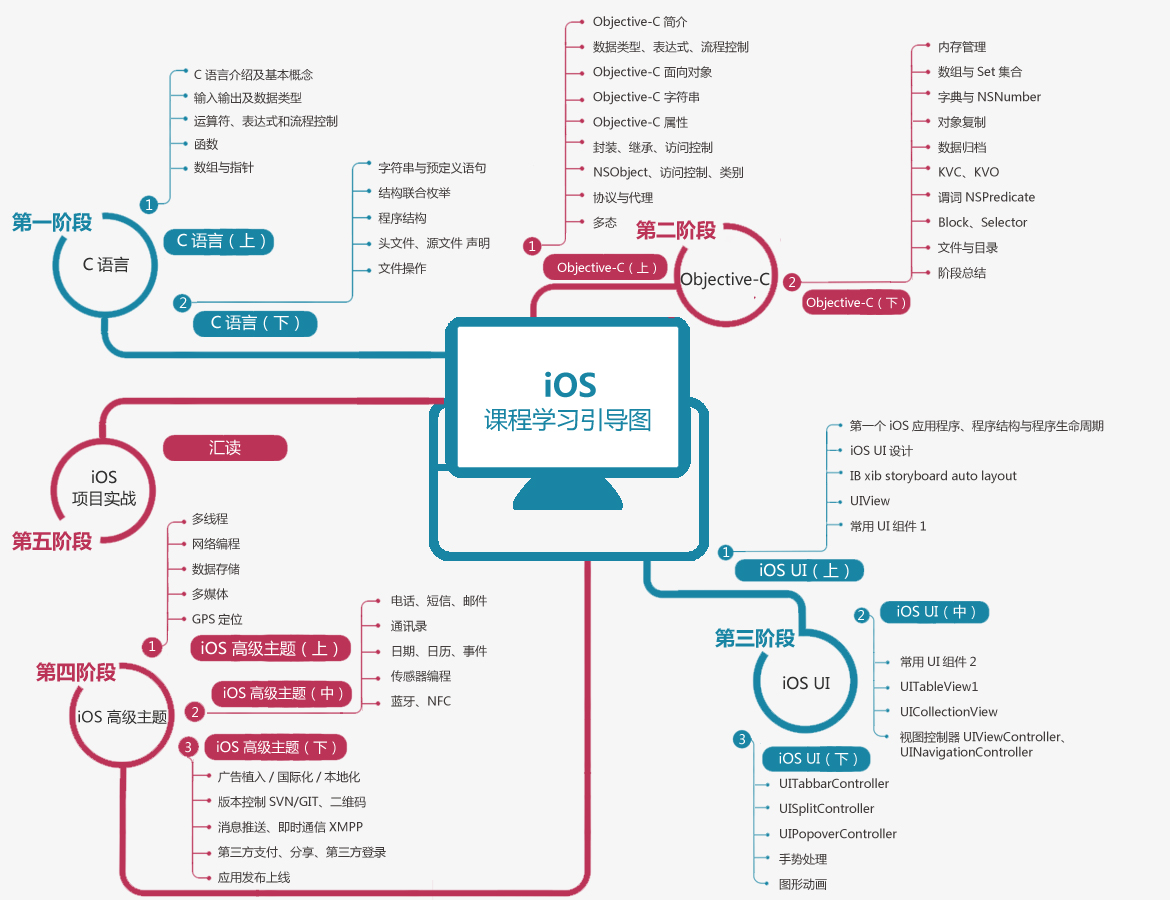 iOS
课程学习引导图
第一阶段
C 语言
1
C 语言（上）
C 语言介绍及基本概念
输入输出及数据类型
运算符、表达式和流程控制
函数
数组与指针
2
C 语言（下）
字符串与预定义语句
结构联合枚举
程序结构
头文件、源文件 声明
文件操作
第二阶段
Objective-C
1
Objective-C（上）
Objective-C 简介
数据类型、表达式、流程控制
Objective-C 面向对象
Objective-C 字符串
Objective-C 属性
封装、继承、访问控制
NSObject、访问控制、类别
协议与代理
多态
2
Objective-C（下）
内存管理
数组与 Set 集合
字典与 NSNumber
对象复制
数据归档
KVC、KVO
谓词 NSPredicate
Block、Selector
文件与目录
阶段总结
第三阶段
iOS UI
1
iOS UI（上）
第一个 iOS 应用程序、程序结构与程序生命周期
iOS UI 设计
IB xib storyboard auto layout
UIView
常用 UI 组件 1
2
iOS UI（中）
常用 UI 组件 2
UITableView1
UICollectionView
视图控制器 UIViewController、
UINavigationController
3
iOS UI（下）
UITabbarController
UISplitController
UIPopoverController
手势处理
图形动画
第四阶段
iOS 高级主题
1
iOS 高级主题（上）
多线程
网络编程
数据存储
多媒体
GPS 定位
2
iOS 高级主题（中）
电话、短信、邮件
通讯录
日期、日历、事件
传感器编程
蓝牙、NFC
3
iOS 高级主题（下）
广告植入 / 国际化 / 本地化
版本控制 SVN/GIT、二维码
消息推送、即时通信 XMPP
第三方支付、分享、第三方登录
应用发布上线
第五阶段
iOS
项目实战
汇读